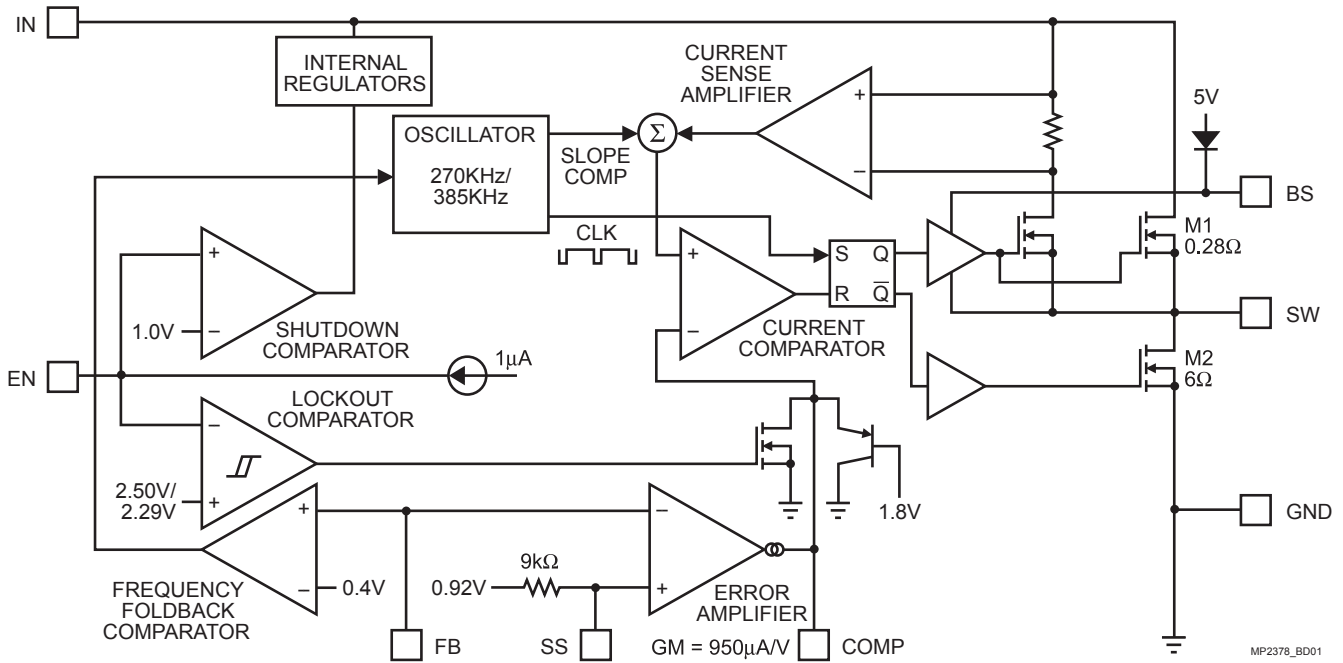 IN
INTERNAL
REGULATORS
CURRENT
SENSE
AMPLIFIER
+
–
5V
OSCILLATOR
270KHz/
385KHz
Σ
SLOPE
COMP
CLK
BS
M1
0.28Ω
+
–
1.0V
SHUTDOWN
COMPARATOR
+
–
CURRENT
COMPARATOR
S Q
R Q̅
SW
EN
1μA
M2
6Ω
LOCKOUT
COMPARATOR
–
+
2.50V/
2.29V
1.8V
GND
+
–
0.4V
FREQUENCY
FOLDBACK
COMPARATOR
0.92V
9kΩ
–
+
ERROR
AMPLIFIER
FB
SS
GM = 950μA/V
COMP
MP2378_BD01